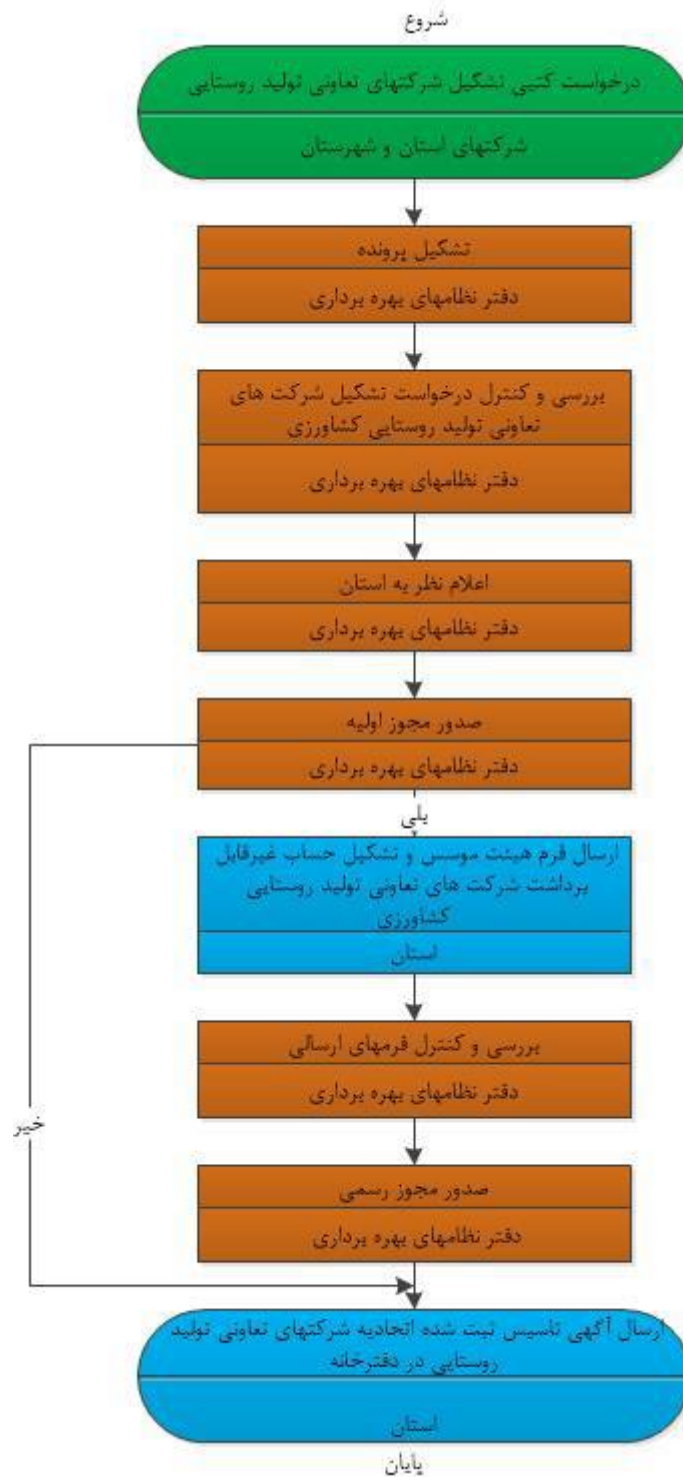 شروع
درخواست کتبی تشکیل شرکتهای تعاونی تولید روستایی
شرکتهای استان و شهرستان
تشکیل پرونده
دفتر نظامهای بهره برداری
بررسی و کنترل درخواست تشکیل شرکت های
تعاونی تولید روستایی کشاورزی
دفتر نظامهای بهره برداری
اعلام نظر به استان
دفتر نظامهای بهره برداری
صدور مجوز اولیه
دفتر نظامهای بهره برداری
بلی
ارسال فرم هیئت موسس و تشکیل حساب غیرقابل
برداشت شرکت های تعاونی تولید روستایی
کشاورزی
استان
بررسی و کنترل فرمهای ارسالی
دفتر نظامهای بهره برداری
خیر
صدور مجوز رسمی
دفتر نظامهای بهره برداری
ارسال آگهی تاسیس ثبت شده اتحادیه شرکتهای تعاونی تولید
روستایی در دفترخانه
استان
پایان